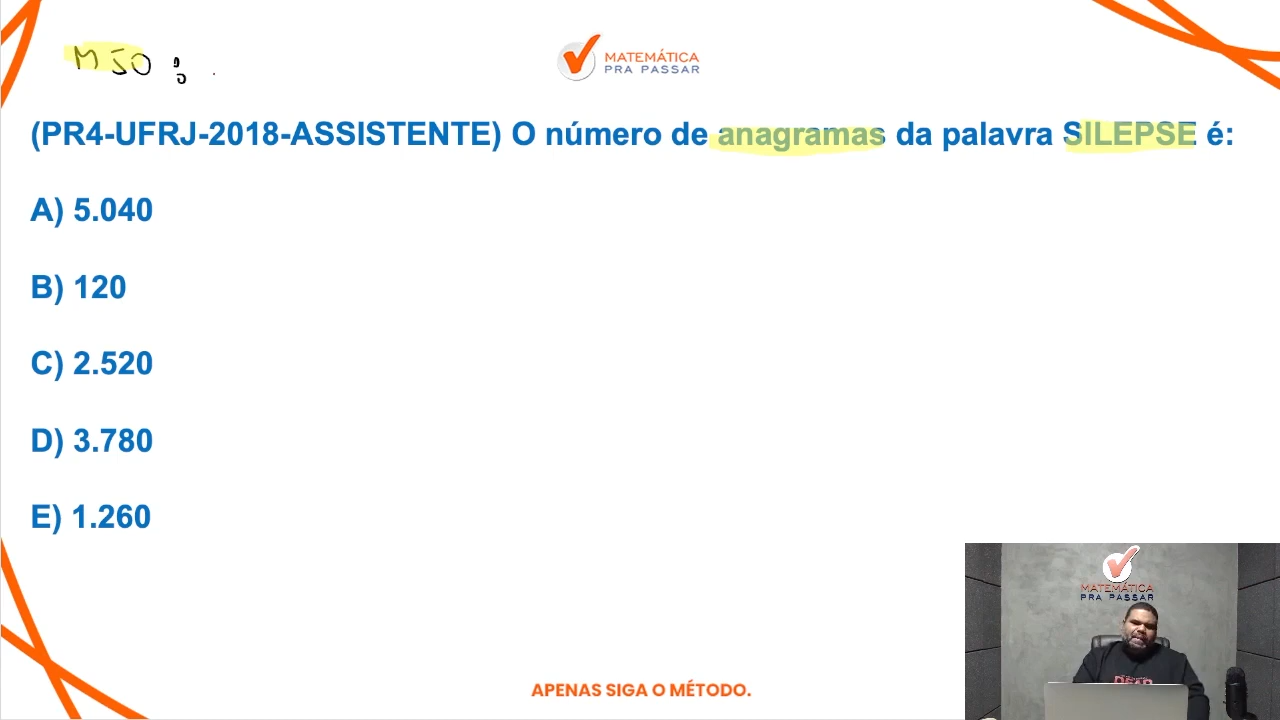 M50 :
MATEMÁTICA
PRA PASSAR
(PR4-UFRJ-2018-ASSISTENTE) O número de anagramas da palavra SILEPSE é:
A) 5.040
B) 120
C) 2.520
D) 3.780
E) 1.260
MATEMÁTICA
PRA PASSAR
APENAS SIGA O MÉTODO.